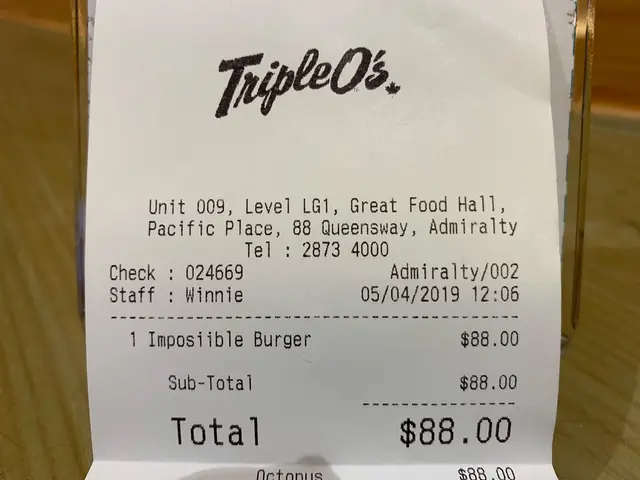 Triple O's
Unit 009, Level LG1, Great Food Hall,
Pacific Place, 88 Queensway, Admiralty
Tel : 2873 4000
Check : 024669 Admiralty/002
Staff : Winnie 05/04/2019 12:06
1 Imposiible Burger $88.00
Sub-Total $88.00
Total $88.00
Octopus $88.00